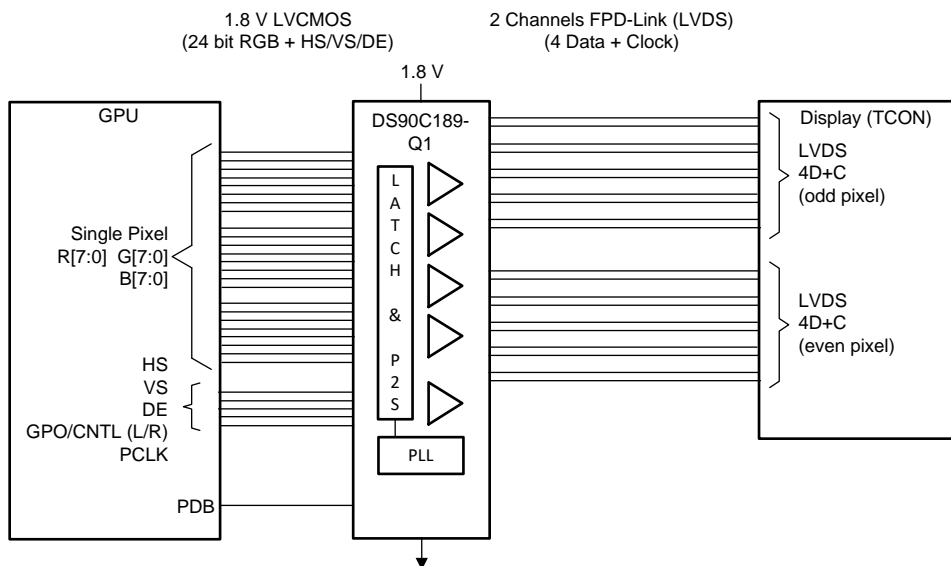 1.8 V LVCMOS
(24 bit RGB + HS/VS/DE)
2 Channels FPD-Link (LVDS)
(4 Data + Clock)
1.8 V
GPU
Single Pixel
R[7:0] G[7:0]
B[7:0]
HS
VS
DE
GPO/CNTL (L/R)
PCLK
PDB
DS90C189-
Q1
LATCH & P2S
PLL
Display (TCON)
LVDS
4D+C
(odd pixel)
LVDS
4D+C
(even pixel)